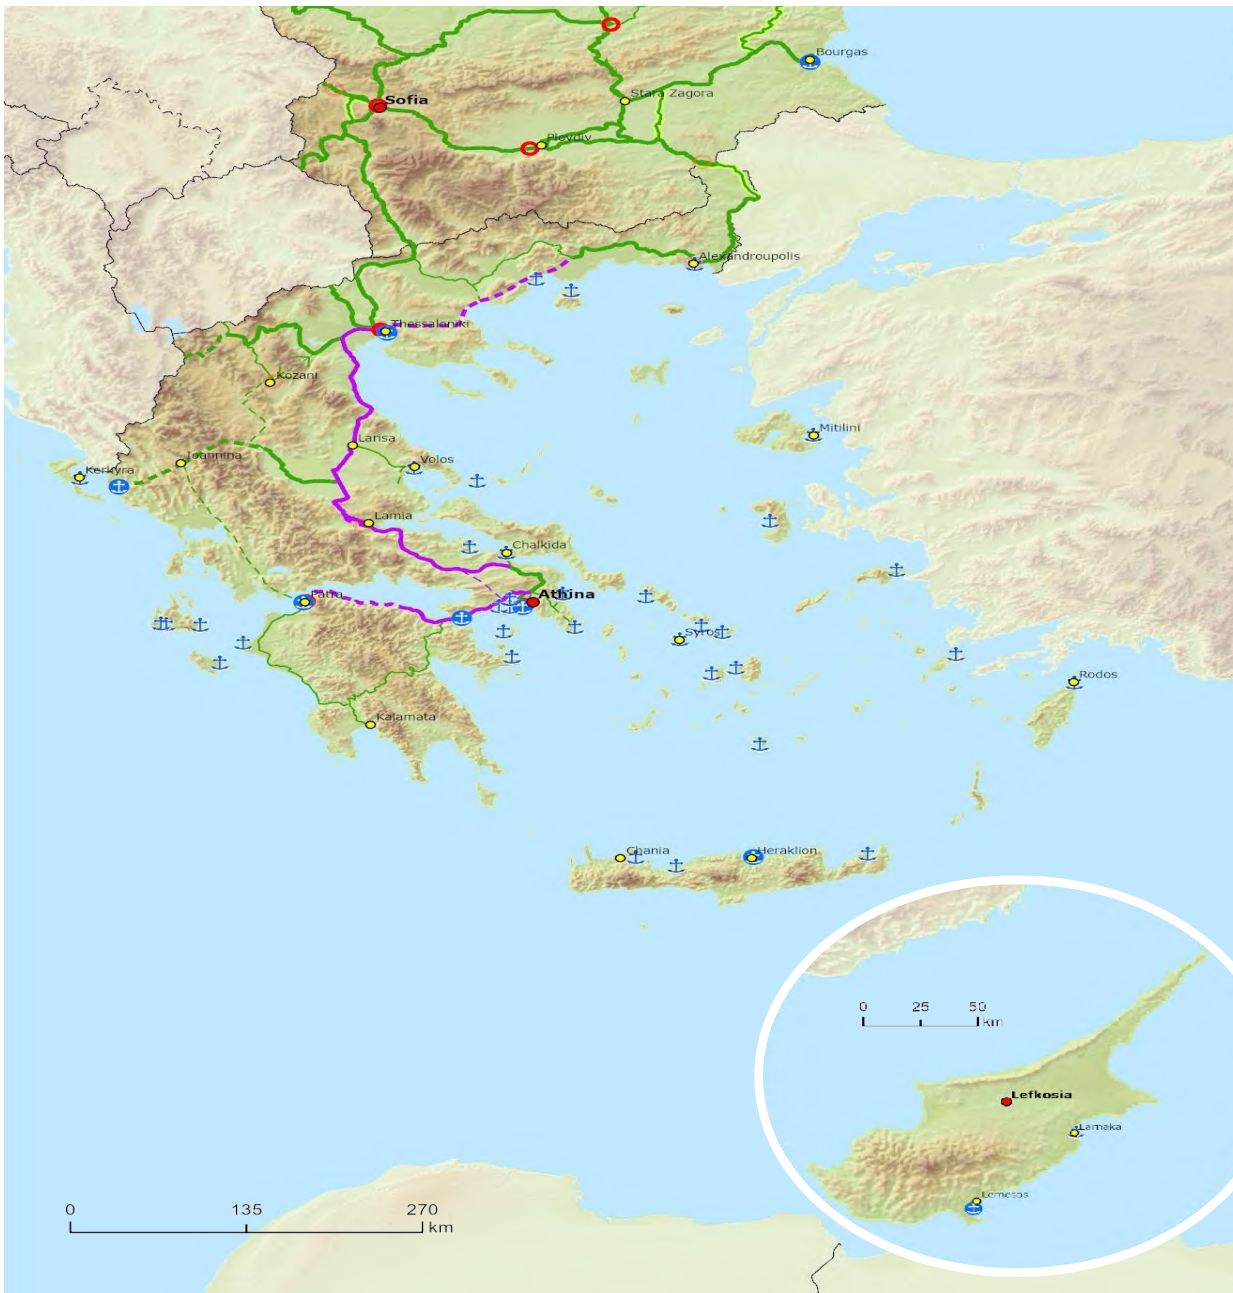 Bourgas
Stara Zagora
Sofia
Plovdiv
Alexandroupolis
Thessaloniki
Kozani
Mitilini
Larisa
Ioannina
Volos
Kerkyra
Lamia
Chalkida
Patra
Athina
Syros
Rodos
Kalamata
Chania
Heraklion
0 25 50
km
Lefkosia
Larnaka
Lemesos
0 135 270
km